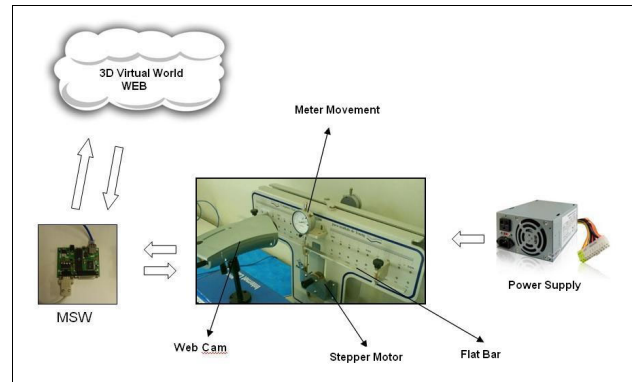 3D Virtual World
WEB
Meter Movement
Power Supply
MSW
Web Cam
Stepper Motor
Flat Bar